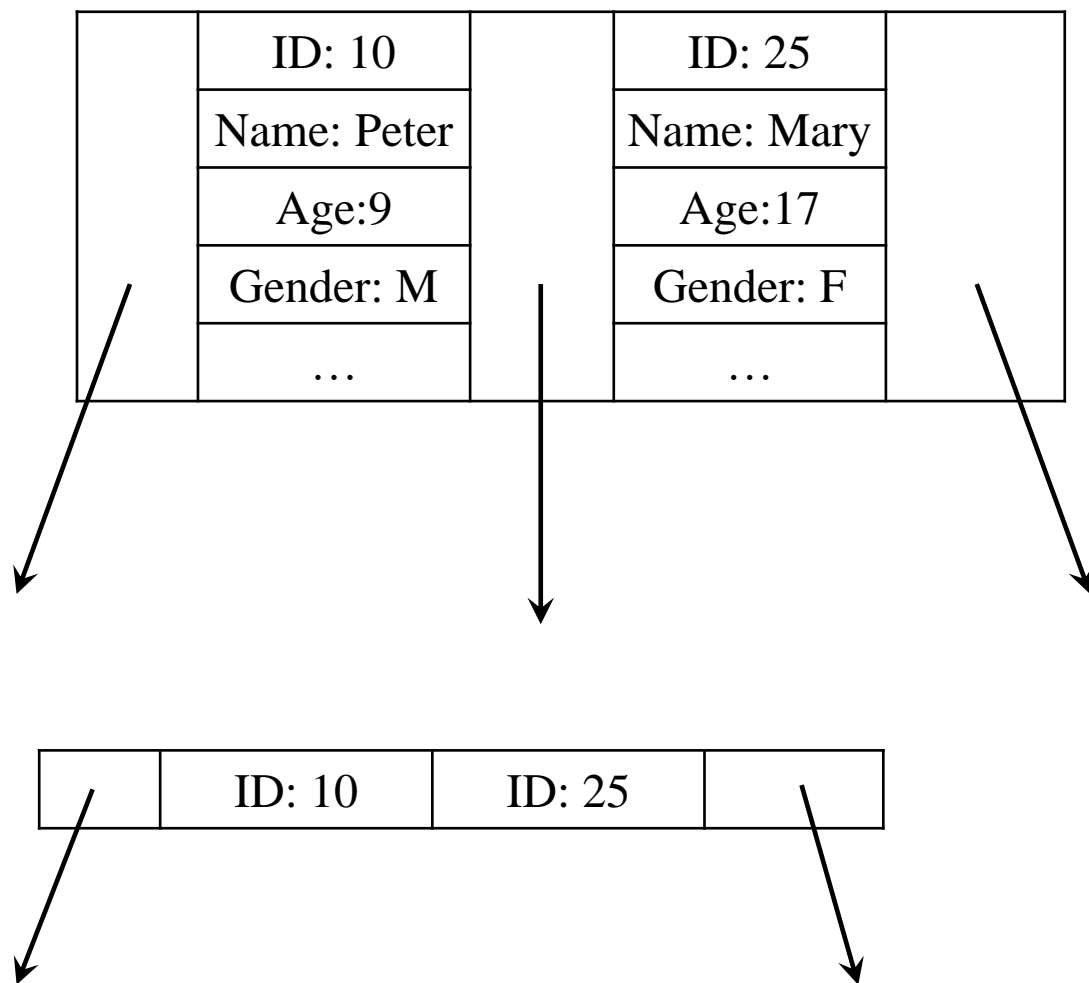 ID: 10
ID: 25
Name: Peter
Name: Mary
Age:9
Age:17
Gender: M
Gender: F
…
…
ID: 10
ID: 25